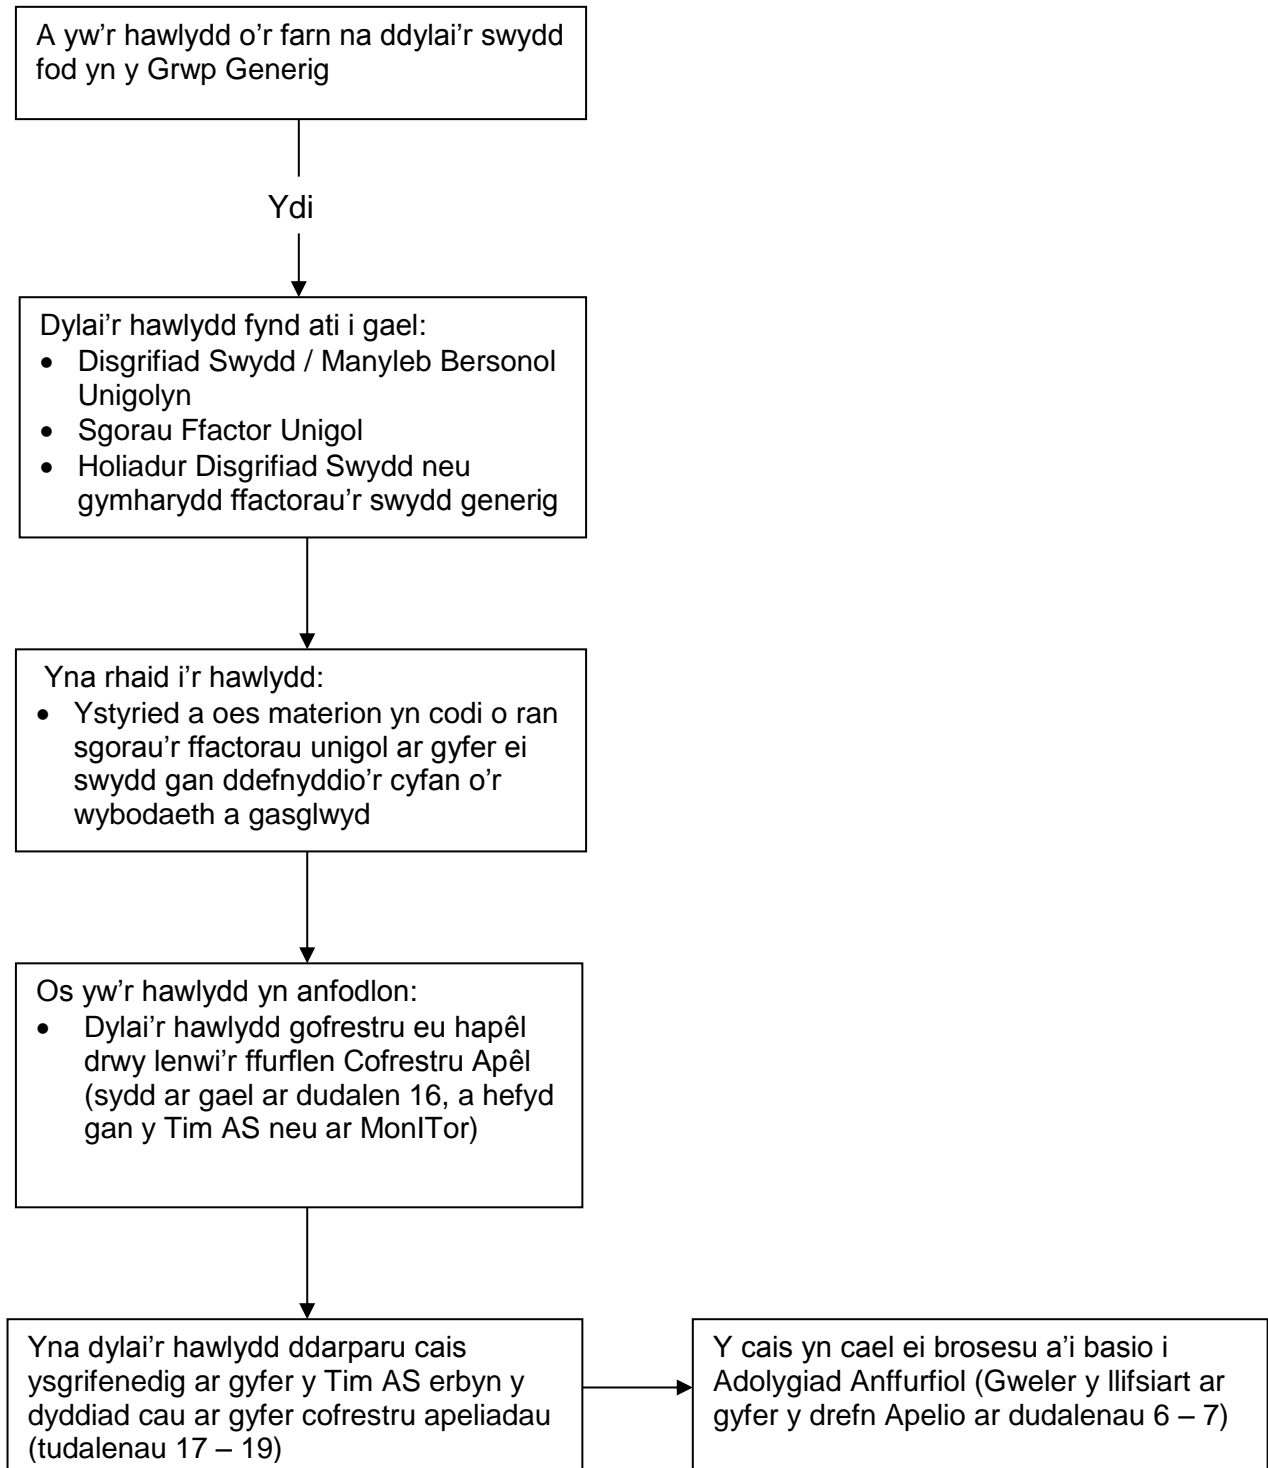 A yw'r hawlydd o'r farn na ddylai'r swydd
fod yn y Grwp Generig
Ydi
Dylai'r hawlydd fynd ati i gael:
• Disgrifiad Swydd / Manyleb Bersonol
Unigolyn
• Sgorau Ffactor Unigol
• Holiadur Disgrifiad Swydd neu
gymharydd ffactorau'r swydd generig
Yna rhaid i'r hawlydd:
• Ystyried a oes materion yn codi o ran
sgorau'r ffactorau unigol ar gyfer ei
swydd gan ddefnyddio'r cyfan o'r
wybodaeth a gasglwyd
Os yw'r hawlydd yn anfodlon:
• Dylai'r hawlydd gofrestru eu hapêl
drwy lenwi'r ffurflen Cofrestru Apêl
(sydd ar gael ar dudalen 16, a hefyd
gan y Tim AS neu ar MonITor)
Yna dylai'r hawlydd ddarparu cais
ysgrifenedig ar gyfer y Tim AS erbyn y
dyddiad cau ar gyfer cofrestru apeliadau
(tudalenau 17 – 19)
Y cais yn cael ei brosesu a'i basio i
Adolygiad Anffurfiol (Gweler y llifsiart ar
gyfer y drefn Apelio ar dudalenau 6 – 7)